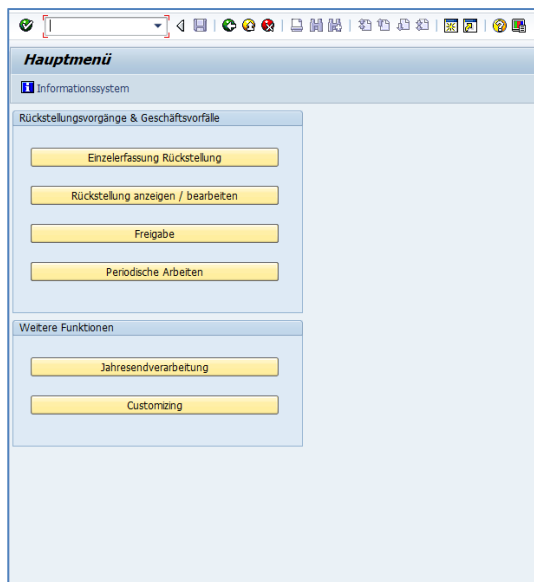 Hauptmenü
Informationssystem
Rückstellungsvorgänge & Geschäftsvorfälle
Einzelerfassung Rückstellung
Rückstellung anzeigen / bearbeiten
Freigabe
Periodische Arbeiten
Weitere Funktionen
Jahresendverarbeitung
Customizing